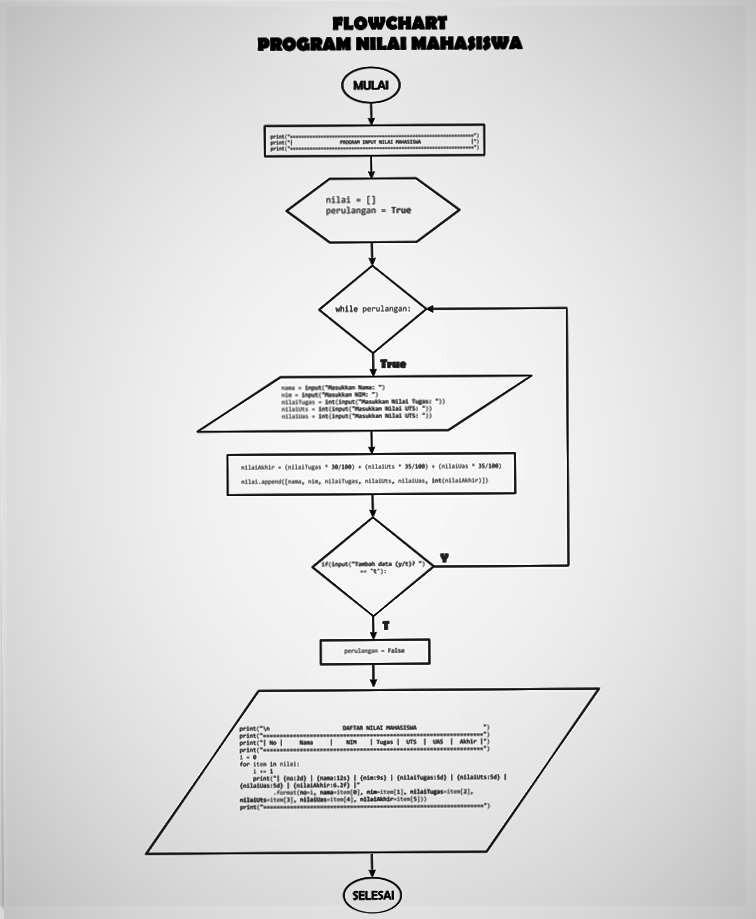 FLOWCHART
PROGRAM NILAI MAHASISWA
MULAI
print("==================================================")
print("| PROGRAM INPUT NILAI MAHASISWA |")
print("==================================================")
nilai = []
perulangan = True
while perulangan:
True
nama = input("Masukkan Nama: ")
nim = input("Masukkan NIM: ")
nilaiTugas = int(input("Masukkan Nilai Tugas: "))
nilaiUts = int(input("Masukkan Nilai UTS: "))
nilaiUas = int(input("Masukkan Nilai UTS: "))
nilaiAkhir = (nilaiTugas * 30/100) + (nilaiUts * 35/100) + (nilaiUas * 35/100)
nilai.append([nama, nim, nilaiTugas, nilaiUts, nilaiUas, int(nilaiAkhir)])
if(input("Tambah data (y/t)? ")
== 't'):
Y
T
perulangan = False
print("\n DAFTAR NILAI MAHASISWA ")
print("============================================================")
print("| No | Nama | NIM | Tugas | UTS | UAS | Akhir |")
print("============================================================")
i = 0
for item in nilai:
i += 1
print("| {no:2d} | {nama:12s} | {nim:9s} | {nilaiTugas:5d} | {nilaiUts:5d} |
{nilaiUas:5d} | {nilaiAkhir:6.2f} |"
.format(no=i, nama=item[0], nim=item[1], nilaiTugas=item[2],
nilaiUts=item[3], nilaiUas=item[4], nilaiAkhir=item[5]))
print("============================================================")
SELESAI